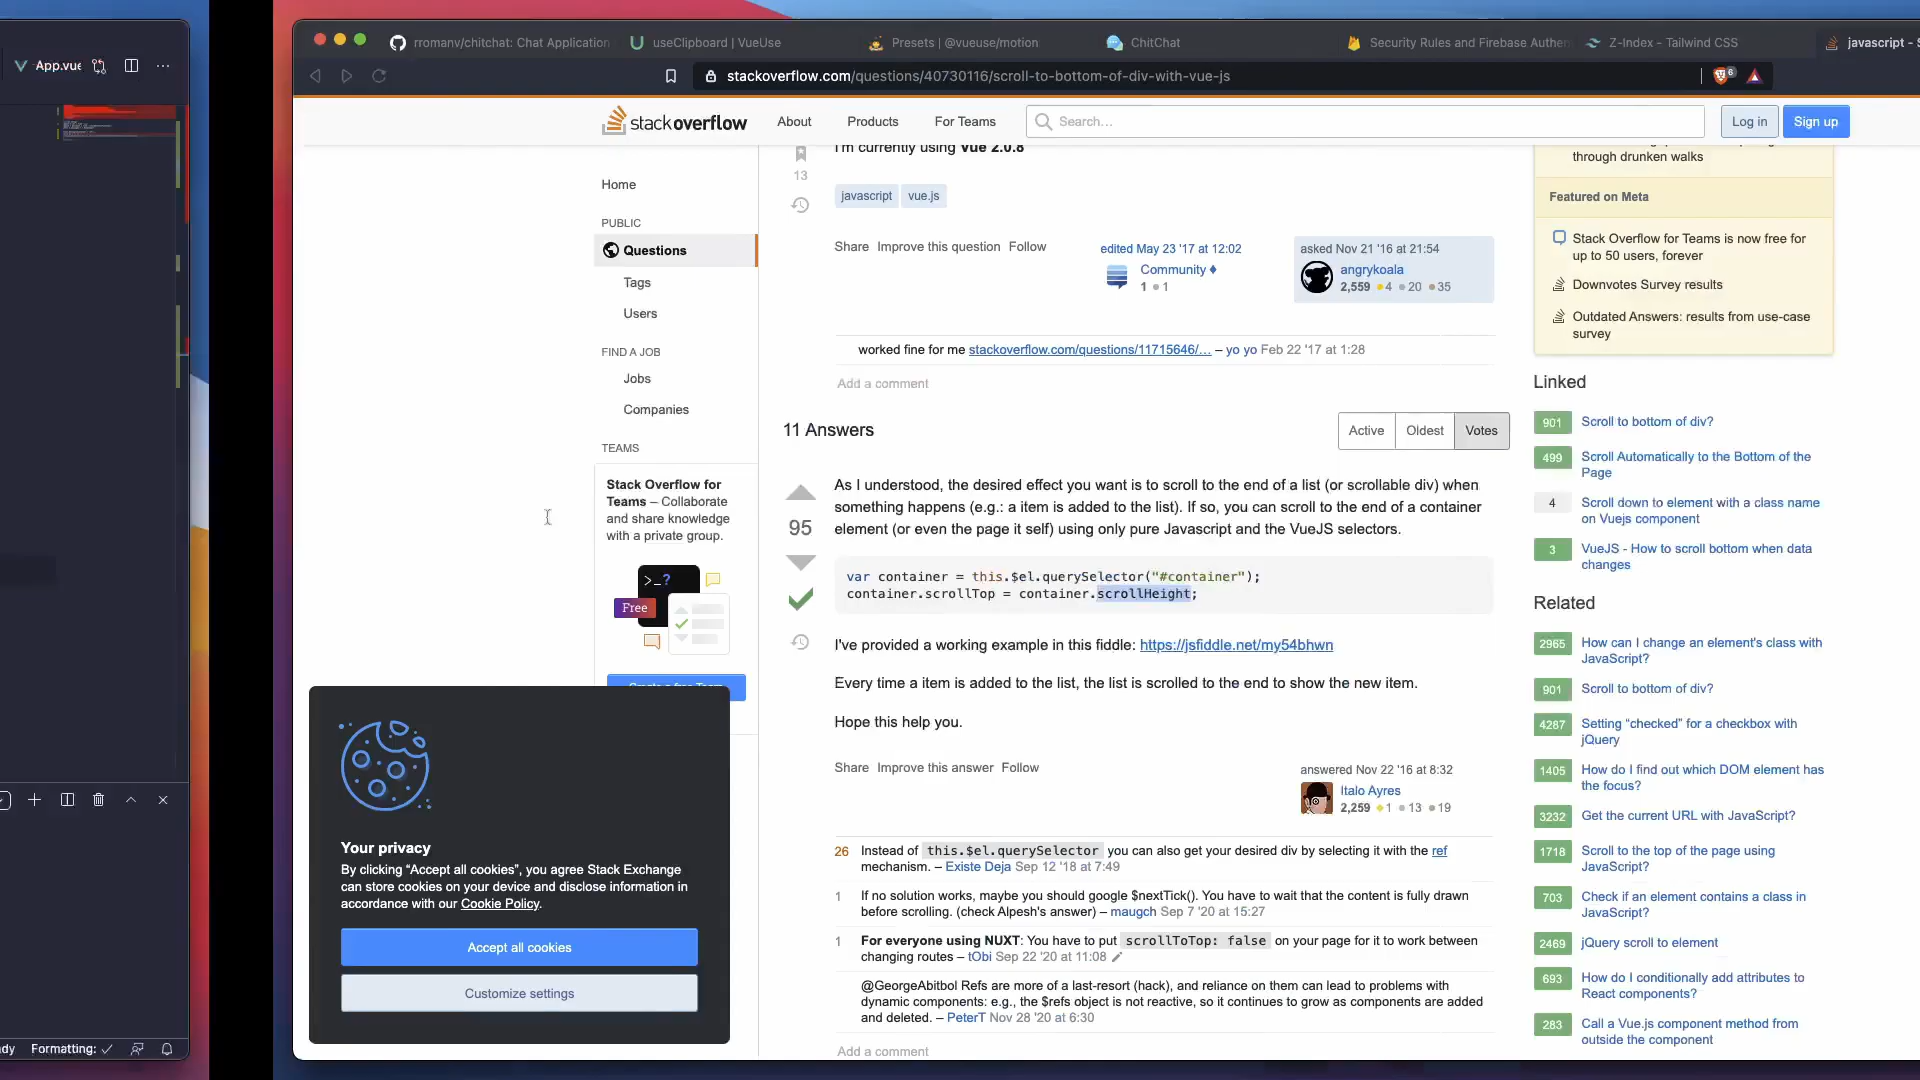 App.vue
rromanv/chitchat: Chat Application
useClipboard | VueUse
Presets | @vueuse/motion
ChitChat
Security Rules and Firebase Authen
Z-Index - Tailwind CSS
javascript - S
stackoverflow.com/questions/40730116/scroll-to-bottom-of-div-with-vue-js
6
stackoverflow
About
Products
For Teams
Search...
Log in
Sign up
Home
PUBLIC
Questions
Tags
Users
FIND A JOB
Jobs
Companies
TEAMS
Stack Overflow for
Teams – Collaborate
and share knowledge
with a private group.
>_?
Free
Create a free Team
I'm currently using Vue 2.0.8
13
javascript
vue.js
Share Improve this question Follow
edited May 23 '17 at 12:02
Community ♦
1 ● 1
asked Nov 21 '16 at 21:54
angrykoala
2,559 ● 4 ● 20 ● 35
worked fine for me stackoverflow.com/questions/11715646/... – yo yo Feb 22 '17 at 1:28
Add a comment
11 Answers
Active
Oldest
Votes
95
As I understood, the desired effect you want is to scroll to the end of a list (or scrollable div) when
something happens (e.g.: a item is added to the list). If so, you can scroll to the end of a container
element (or even the page it self) using only pure Javascript and the VueJS selectors.
var container = this.$el.querySelector("#container");
container.scrollTop = container.scrollHeight;
I've provided a working example in this fiddle: https://jsfiddle.net/my54bhwn
Every time a item is added to the list, the list is scrolled to the end to show the new item.
Hope this help you.
Share Improve this answer Follow
answered Nov 22 '16 at 8:32
Italo Ayres
2,259 ● 1 ● 13 ● 19
26 Instead of this.$el.querySelector you can also get your desired div by selecting it with the ref
mechanism. – Existe Deja Sep 12 '18 at 7:49
1 If no solution works, maybe you should google $nextTick(). You have to wait that the content is fully drawn
before scrolling. (check Alpesh's answer) – maugch Sep 7 '20 at 15:27
1 For everyone using NUXT: You have to put scrollToTop: false on your page for it to work between
changing routes – tObi Sep 22 '20 at 11:08
@GeorgeAbitbol Refs are more of a last-resort (hack), and reliance on them can lead to problems with
dynamic components: e.g., the $refs object is not reactive, so it continues to grow as components are added
and deleted. – PeterT Nov 28 '20 at 6:30
Add a comment
through drunken walks
Featured on Meta
Stack Overflow for Teams is now free for
up to 50 users, forever
Downvotes Survey results
Outdated Answers: results from use-case
survey
Linked
901 Scroll to bottom of div?
499 Scroll Automatically to the Bottom of the
Page
4 Scroll down to element with a class name
on Vuejs component
3 VueJS - How to scroll bottom when data
changes
Related
2965 How can I change an element's class with
JavaScript?
901 Scroll to bottom of div?
4287 Setting “checked” for a checkbox with
jQuery
1405 How do I find out which DOM element has
the focus?
3232 Get the current URL with JavaScript?
1718 Scroll to the top of the page using
JavaScript?
703 Check if an element contains a class in
JavaScript?
2469 jQuery scroll to element
693 How do I conditionally add attributes to
React components?
283 Call a Vue.js component method from
outside the component
Your privacy
By clicking “Accept all cookies”, you agree Stack Exchange
can store cookies on your device and disclose information in
accordance with our Cookie Policy.
Accept all cookies
Customize settings
dy Formatting: ✓